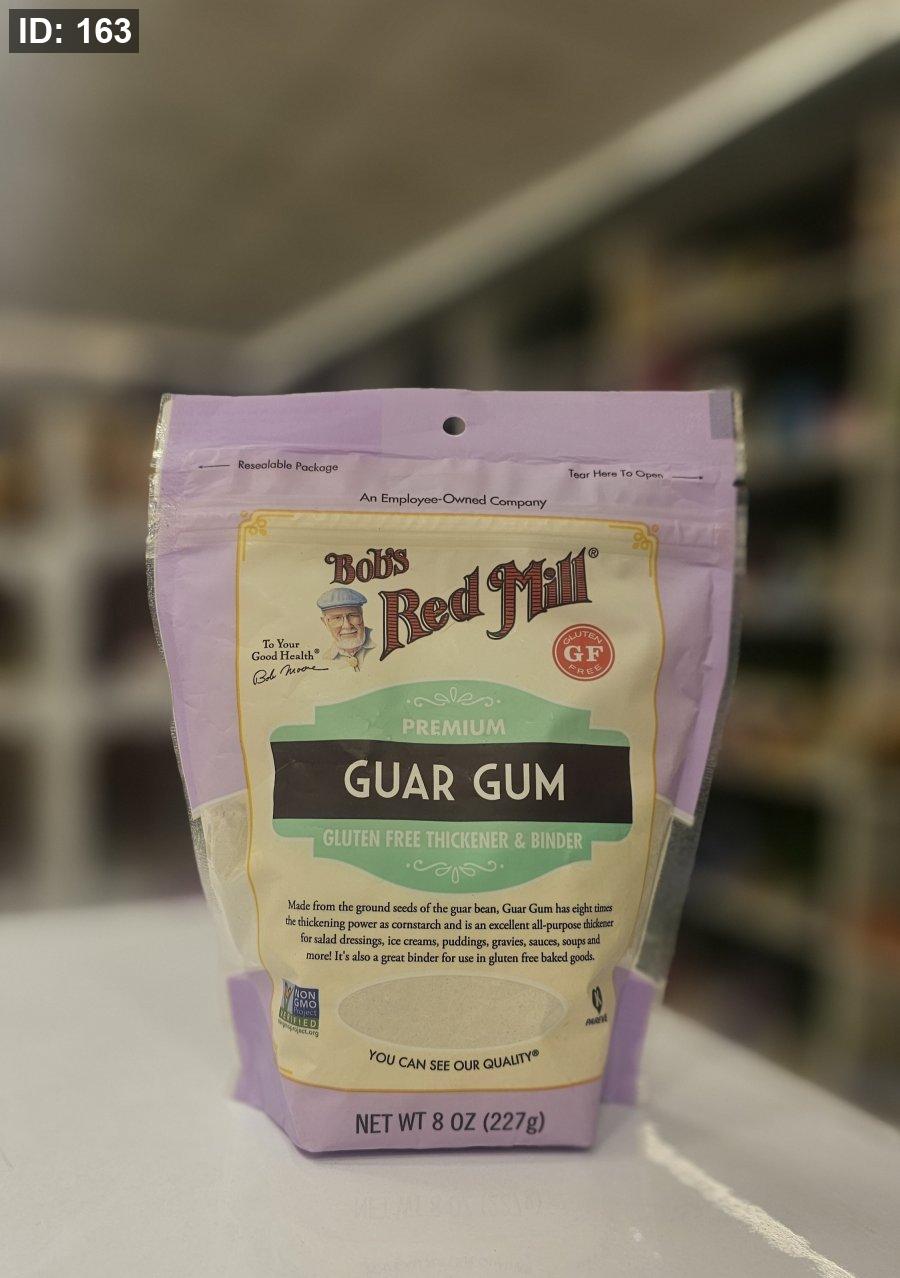 ID: 163
Resealable Package
Tear Here To Open
An Employee-Owned Company
Bob's
Red Mill®
To Your
Good Health®
Bob Moore
GLUTEN
GF
FREE
PREMIUM
GUAR GUM
GLUTEN FREE THICKENER & BINDER
Made from the ground seeds of the guar bean, Guar Gum has eight times
the thickening power as cornstarch and is an excellent all-purpose thickener
for salad dressings, ice creams, puddings, gravies, sauces, soups and
more! It's also a great binder for use in gluten free baked goods.
NON
GMO
Project
VERIFIED
K
PAREVE
YOU CAN SEE OUR QUALITY®
NET WT 8 OZ (227g)